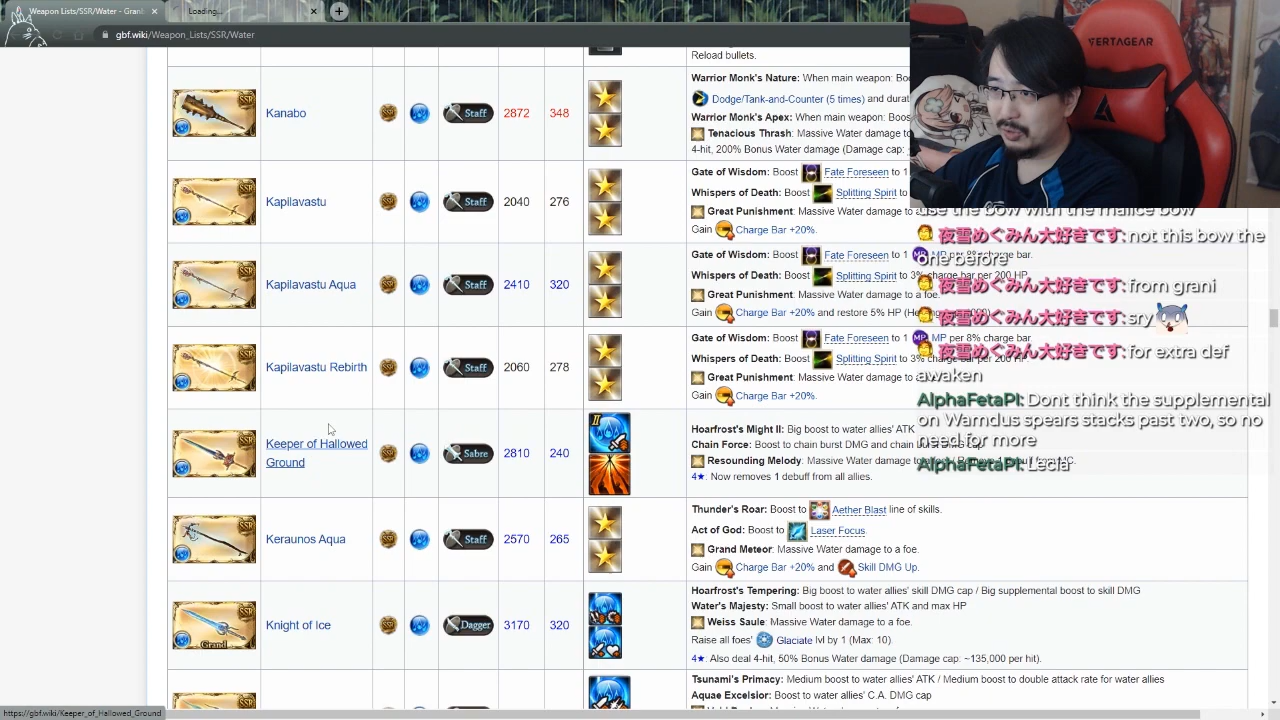 Weapon Lists/SSR/Water - Gran
Loading...
gbf.wiki/Weapon_Lists/SSR/Water
VERTAGEAR
Reload bullets.
Kanabo
Staff
2872
348
Warrior Monk's Nature: When main weapon: Boo
Dodge/Tank-and-Counter (5 times) and durat
Warrior Monk's Apex: When main weapon: Boos
Tenacious Thrash: Massive Water damage to
4-hit, 200% Bonus Water damage (Damage cap:
Kapilavastu
Staff
2040
276
Gate of Wisdom: Boost Fate Foreseen to 1
Whispers of Death: Boost Splitting Spirit to
Great Punishment: Massive Water damage to a
Gain Charge Bar +20%.
Kapilavastu Aqua
Staff
2410
320
Gate of Wisdom: Boost Fate Foreseen to 1 MP per 8% charge bar.
Whispers of Death: Boost Splitting Spirit to 3% charge bar per 200 HP.
Great Punishment: Massive Water damage to a foe.
Gain Charge Bar +20% and restore 5% HP
Kapilavastu Rebirth
Staff
2060
278
Gate of Wisdom: Boost Fate Foreseen to 1 MP per 8% charge bar.
Whispers of Death: Boost Splitting Spirit to 3% charge bar per 200 HP.
Great Punishment: Massive Water damage to a
Gain Charge Bar +20%.
Keeper of Hallowed
Ground
Sabre
2810
240
II
Hoarfrost's Might II: Big boost to water allies' ATK
Chain Force: Boost to chain burst DMG and chain
Resounding Melody: Massive Water damage to
4★: Now removes 1 debuff from all allies.
Keraunos Aqua
Staff
2570
265
Thunder's Roar: Boost to Aether Blast line of skills.
Act of God: Boost to Laser Focus.
Grand Meteor: Massive Water damage to a foe.
Gain Charge Bar +20% and Skill DMG Up.
Grand
Knight of Ice
Dagger
3170
320
Hoarfrost's Tempering: Big boost to water allies' skill DMG cap / Big supplemental boost to skill DMG
Water's Majesty: Small boost to water allies' ATK and max HP
Weiss Saule: Massive Water damage to a foe.
Raise all foes' Glaciate lvl by 1 (Max: 10).
4★: Also deal 4-hit, 50% Bonus Water damage (Damage cap: ~135,000 per hit).
Tsunami's Primacy: Medium boost to water allies' ATK / Medium boost to double attack rate for water allies
Aquae Excelsior: Boost to water allies' C.A. DMG cap
use the bow with the malice bow
夜雪めぐみん大好きです: not this bow the
one before
夜雪めぐみん大好きです: from grani
夜雪めぐみん大好きです: sry
夜雪めぐみん大好きです: for extra def
awaken
AlphaFetaPI: Dont think the supplemental
on Wamdus spears stacks past two, so no
need for more
AlphaFetaPI: Lecia
https://gbf.wiki/Keeper_of_Hallowed_Ground